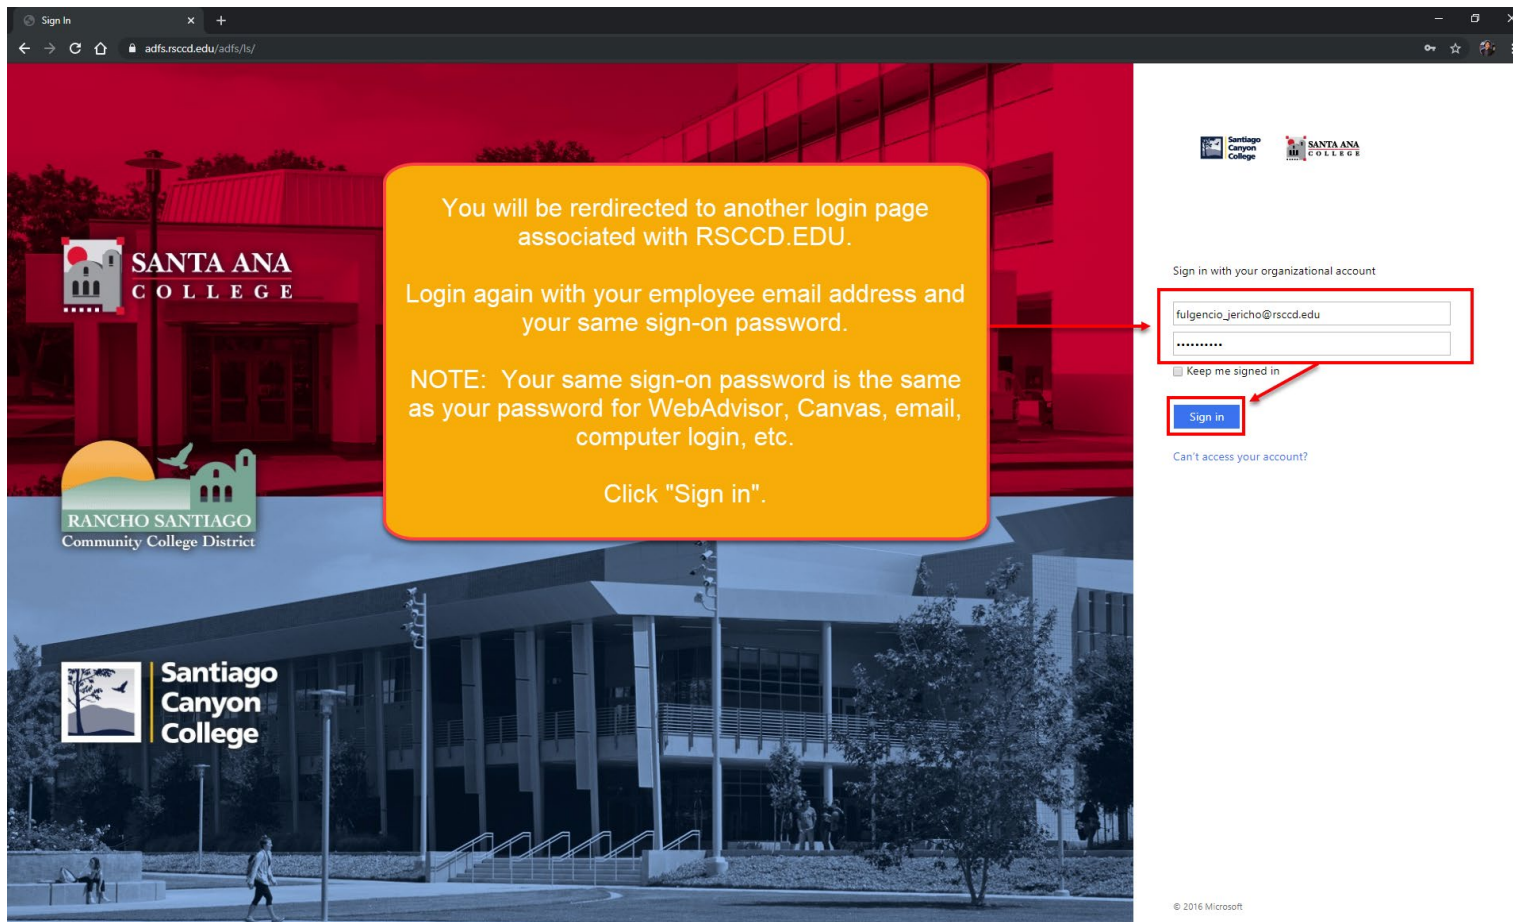 Sign In
adfs.rsccd.edu/adfs/ls/
SANTA ANA
COLLEGE
RANCHO SANTIAGO
Community College District
Santiago
Canyon
College
You will be rerdirected to another login page
associated with RSCCD.EDU.
Login again with your employee email address and
your same sign-on password.
NOTE:  Your same sign-on password is the same
as your password for WebAdvisor, Canvas, email,
computer login, etc.
Click "Sign in".
Santiago
Canyon
College
SANTA ANA
COLLEGE
Sign in with your organizational account
fulgencio_jericho@rsccd.edu
••••••••••
Keep me signed in
Sign in
Can't access your account?
© 2016 Microsoft